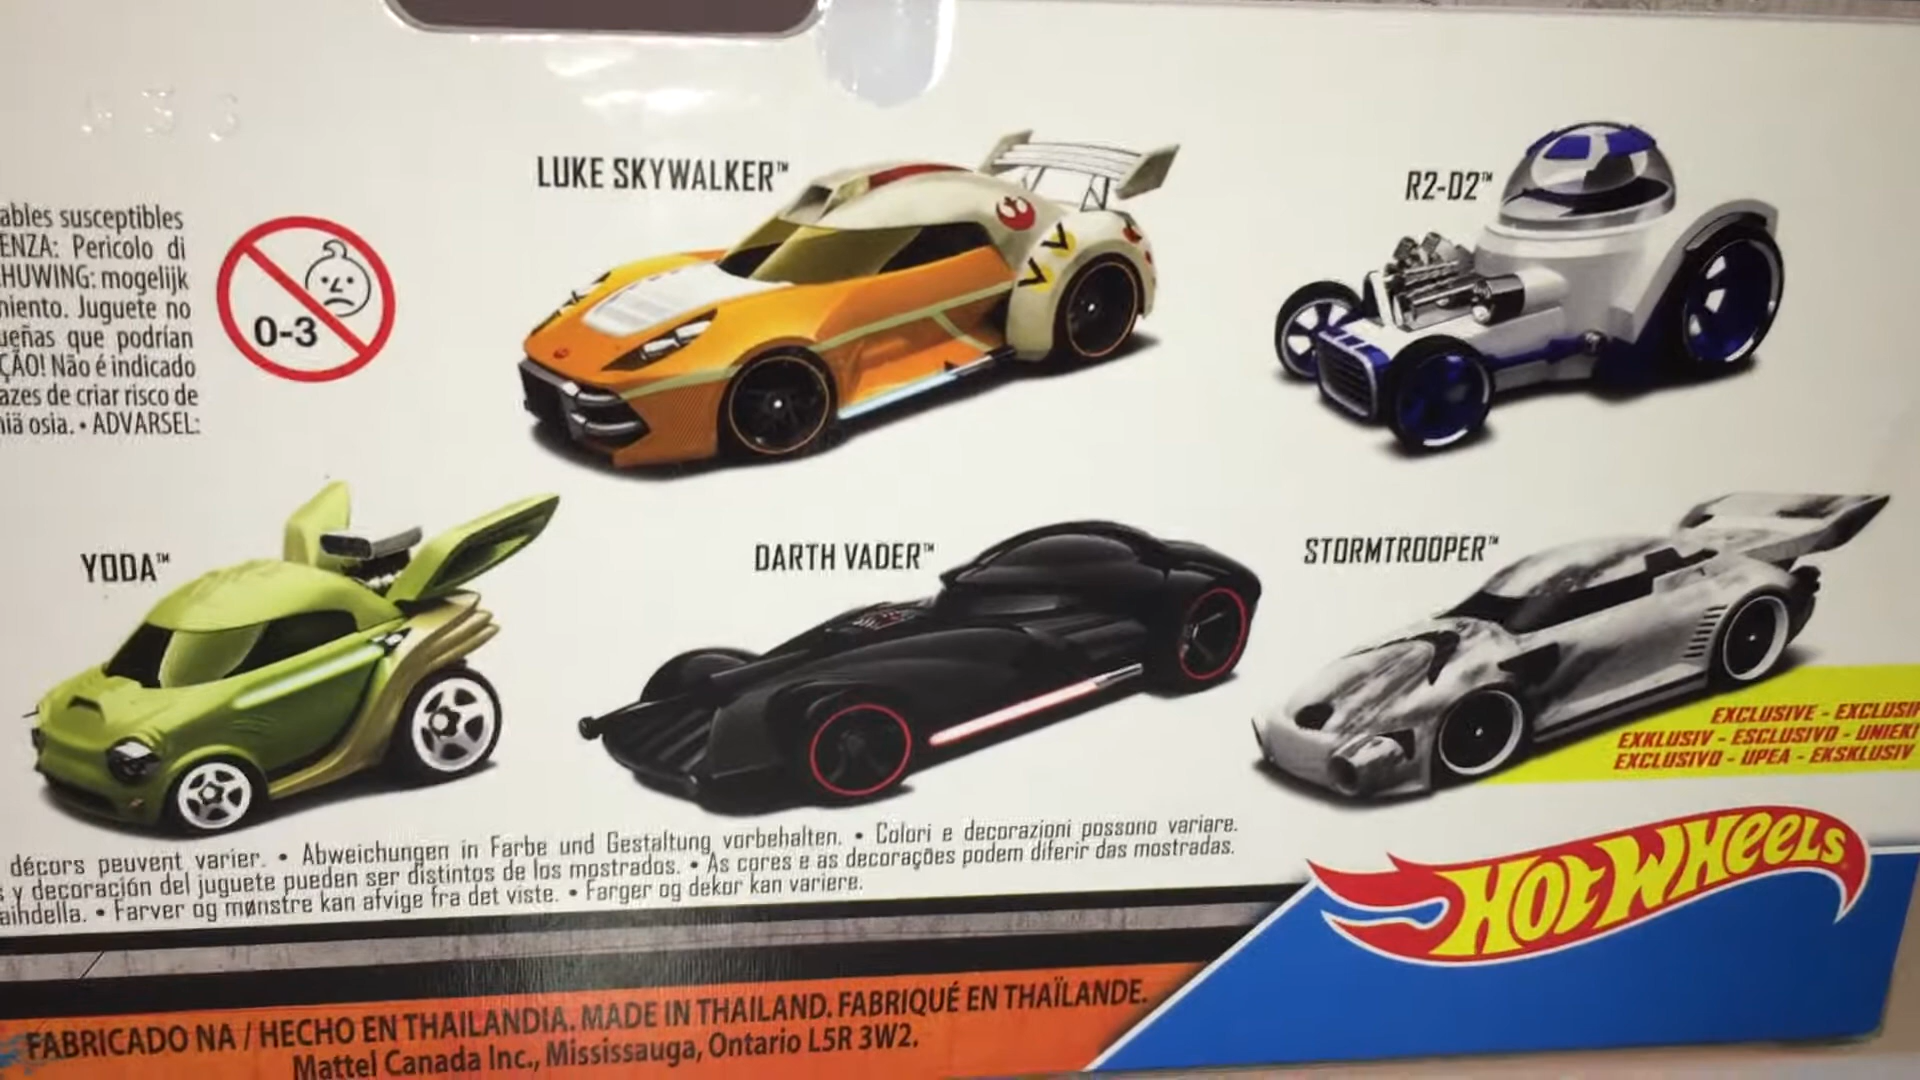 ables susceptibles
ENZA: Pericolo di
HUWING: mogelijk
niento. Juguete no
ueñas que podrían
ÇÃO! Não é indicado
azes de criar risco de
osia. • ADVARSEL:
0-3
LUKE SKYWALKER™
R2-D2™
YODA™
DARTH VADER™
STORMTROOPER™
EXCLUSIVE - EXCLUSIF
EXKLUSIV - ESCLUSIVO - UNIEK
EXCLUSIVO - UPEA - EKSKLUSIV
décors peuvent varier. • Abweichungen in Farbe und Gestaltung vorbehalten. • Colori e decorazioni possono variare.
y decoración del juguete pueden ser distintos de los mostrados. • As cores e as decorações podem diferir das mostradas.
aihdella. • Farver og mønstre kan afvige fra det viste. • Farger og dekor kan variere.
HOT WHEELS
FABRICADO NA / HECHO EN THAILANDIA. MADE IN THAILAND. FABRIQUÉ EN THAÏLANDE.
Mattel Canada Inc., Mississauga, Ontario L5R 3W2.